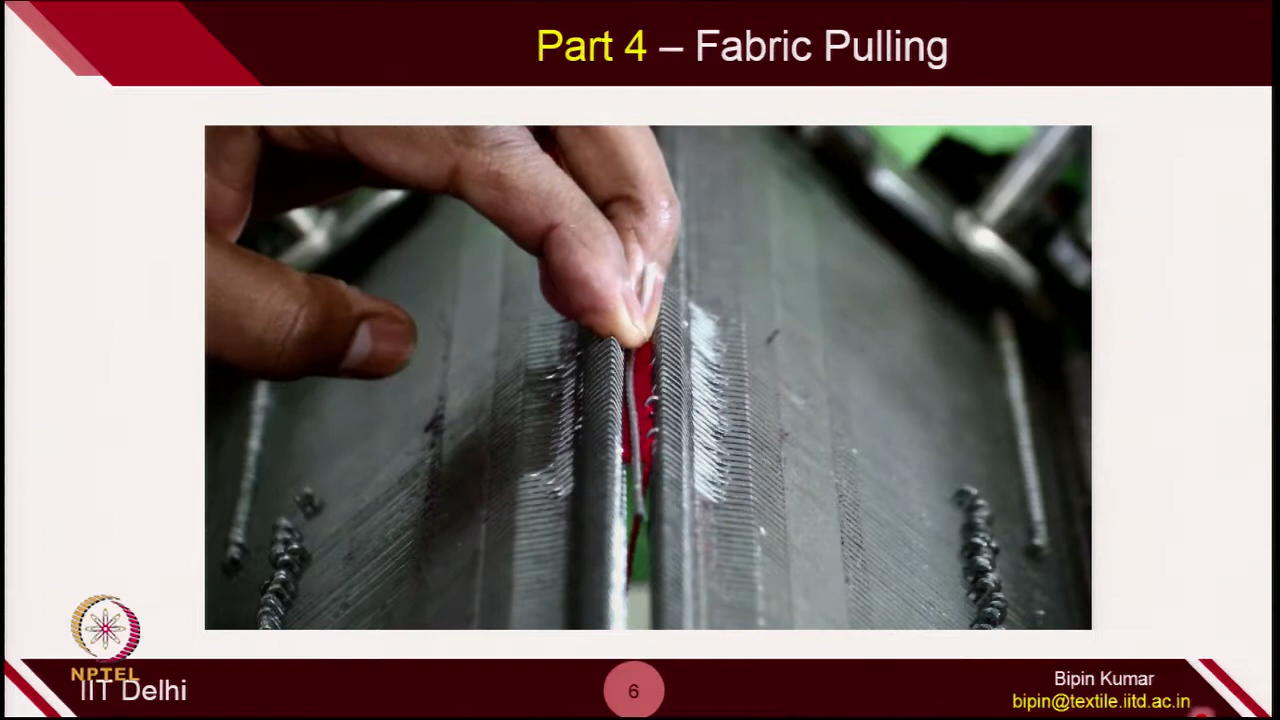 Part 4 – Fabric Pulling
NPTEL
IIT Delhi
6
Bipin Kumar
bipin@textile.iitd.ac.in